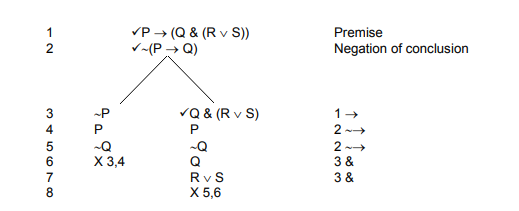 1 ✓P → (Q & (R ∨ S)) Premise
2 ✓~(P → Q) Negation of conclusion
3 ~P ✓Q & (R ∨ S) 1 →
4 P P 2 ~→
5 ~Q ~Q 2 ~→
6 X 3,4 Q 3 &
7 R ∨ S 3 &
8 X 5,6